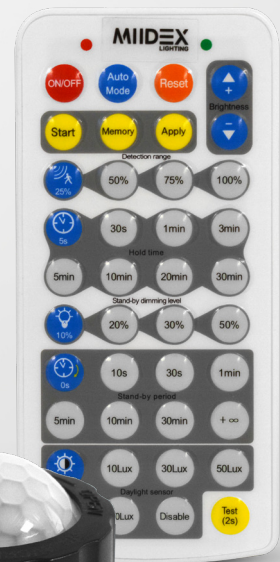 MIIDEX
LIGHTING
ON/OFF
Auto
Mode
Reset
+
Brightness
−
Start
Memory
Apply
Detection range
25%
50%
75%
100%
5s
30s
1min
3min
Hold time
5min
10min
20min
30min
Stand-by dimming level
10%
20%
30%
50%
0s
10s
30s
1min
Stand-by period
5min
10min
30min
+ ∞
10Lux
30Lux
50Lux
Daylight sensor
Disable
Test
(2s)